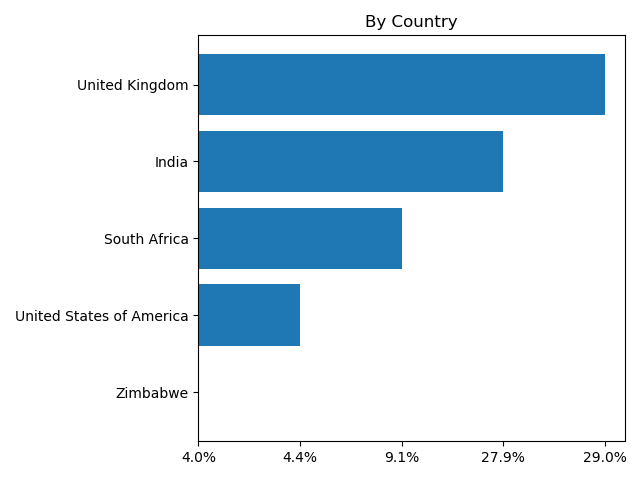 By Country
United Kingdom
India
South Africa
United States of America
Zimbabwe
4.0% 4.4% 9.1% 27.9% 29.0%